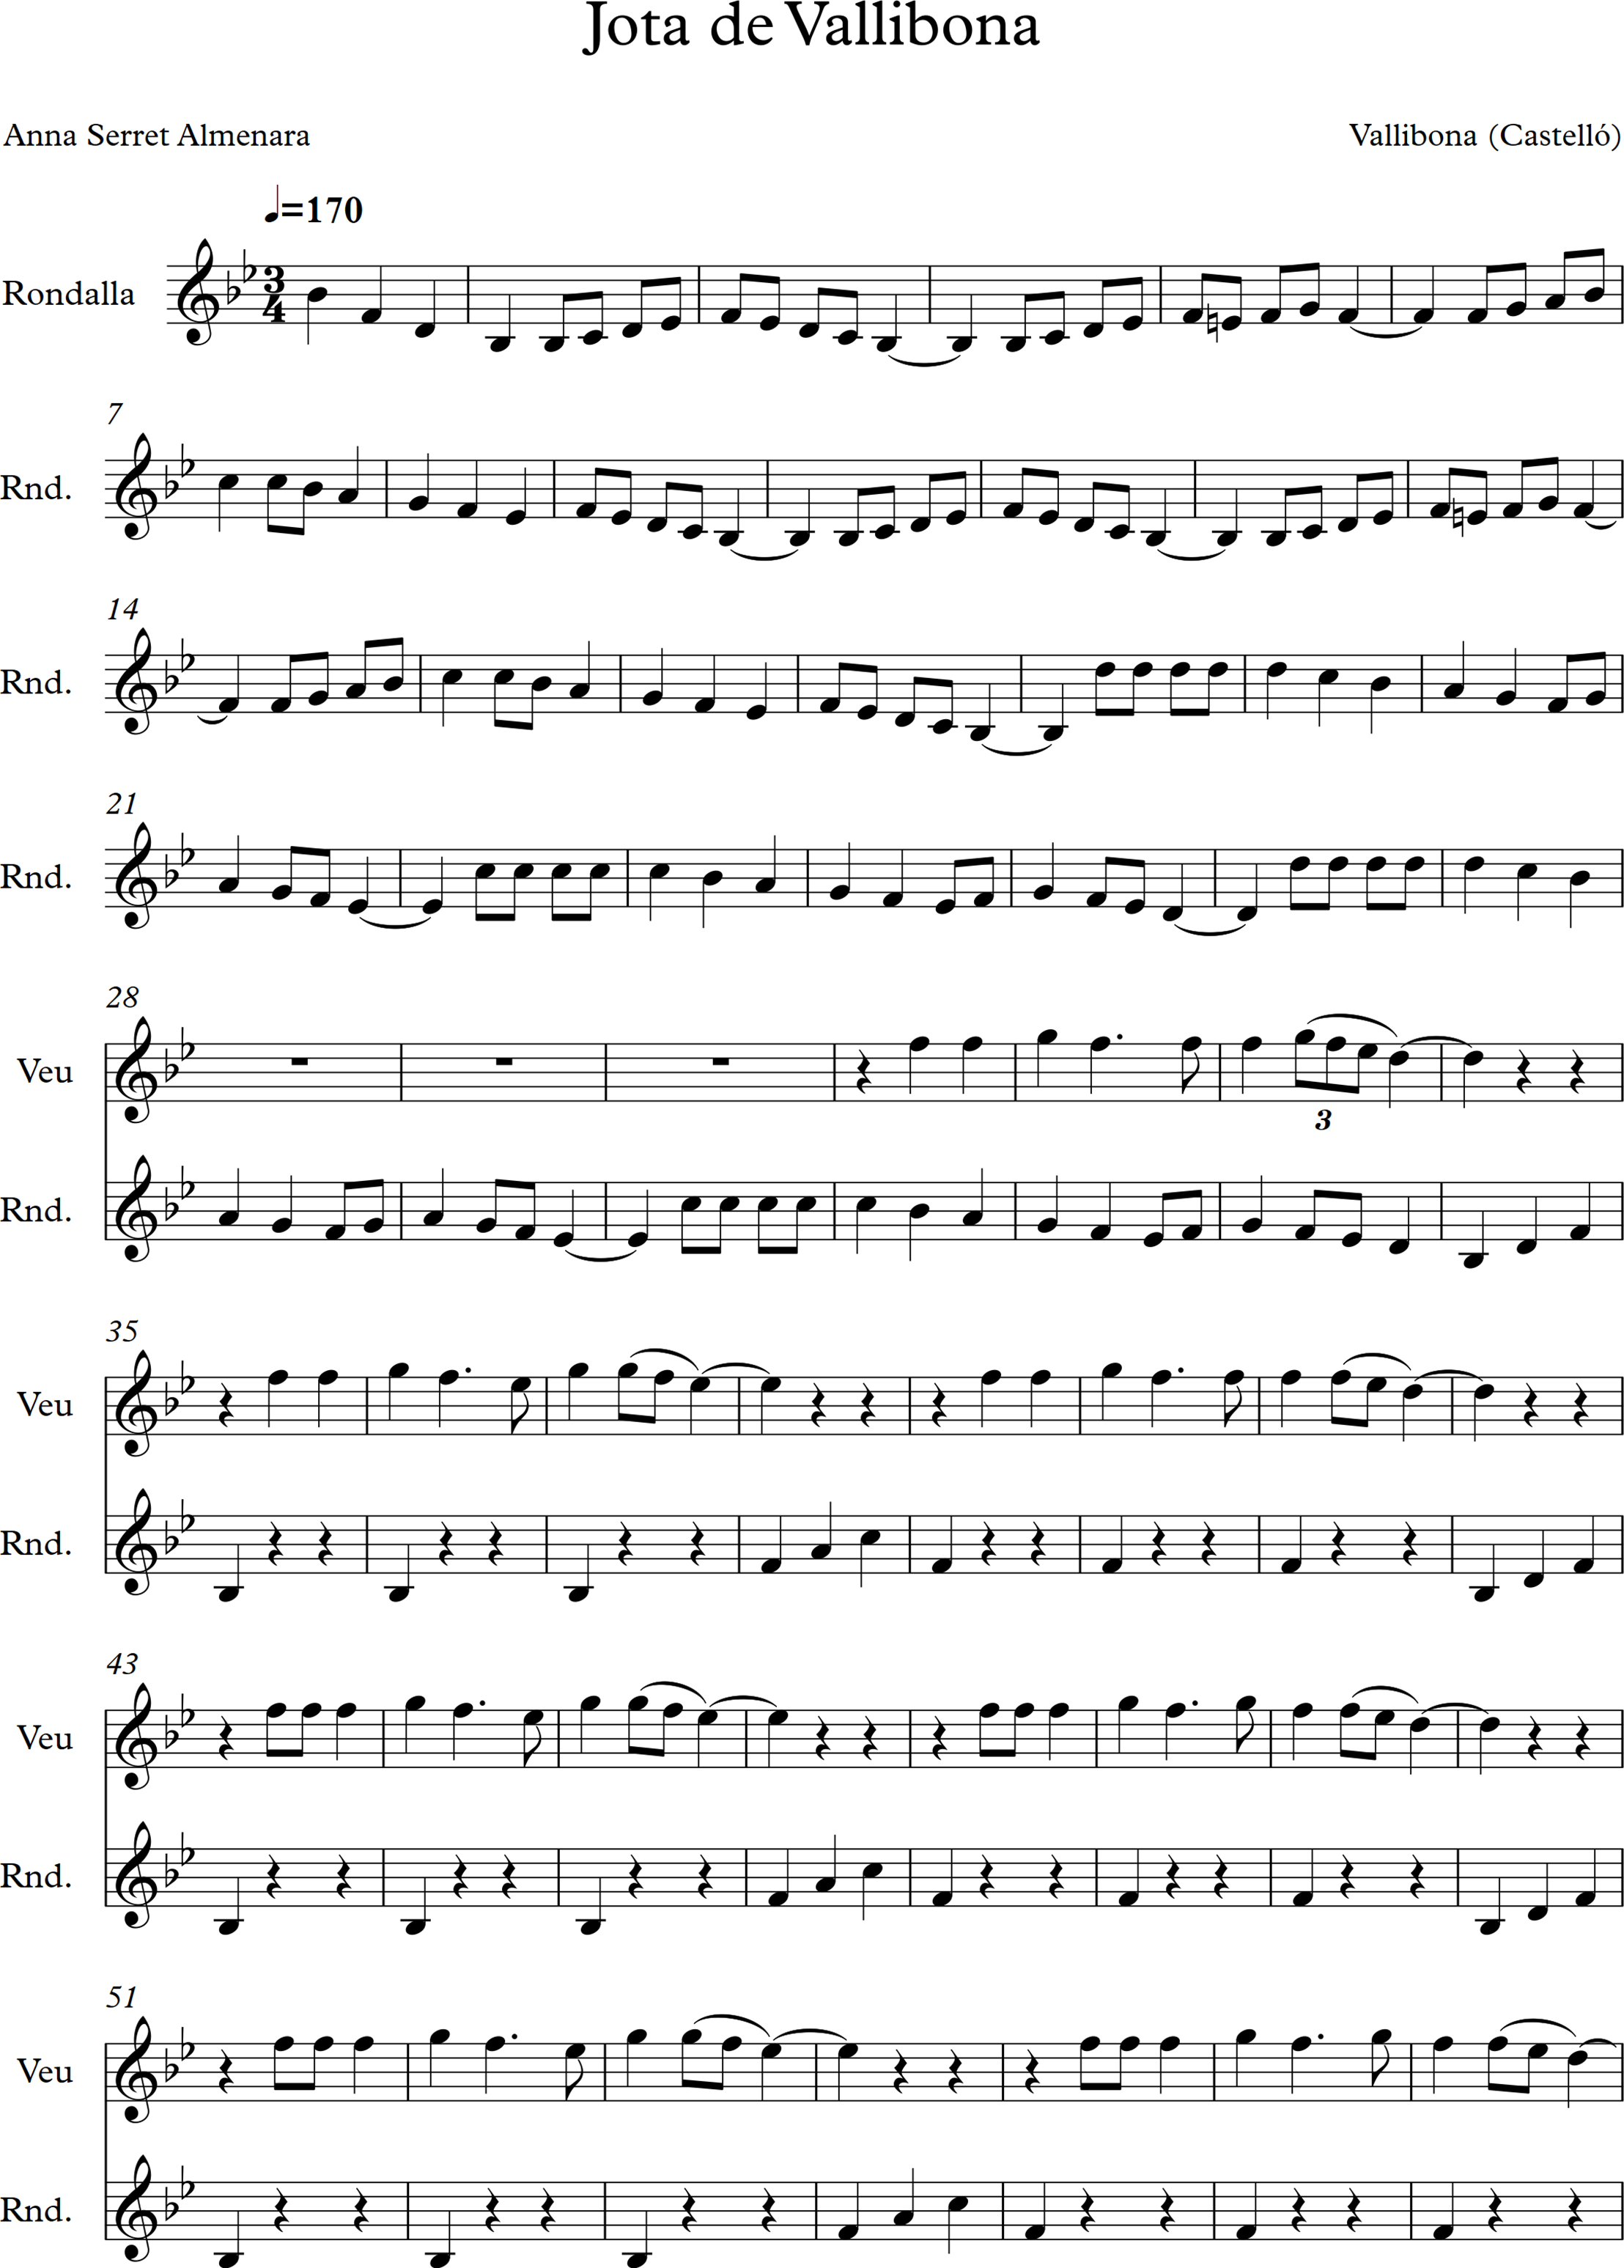 Jota de Vallibona
Anna Serret Almenara
Vallibona (Castelló)
♩=170
Rondalla
3
4
7
Rnd.
14
Rnd.
21
Rnd.
28
Veu
3
Rnd.
35
Veu
Rnd.
43
Veu
Rnd.
51
Veu
Rnd.